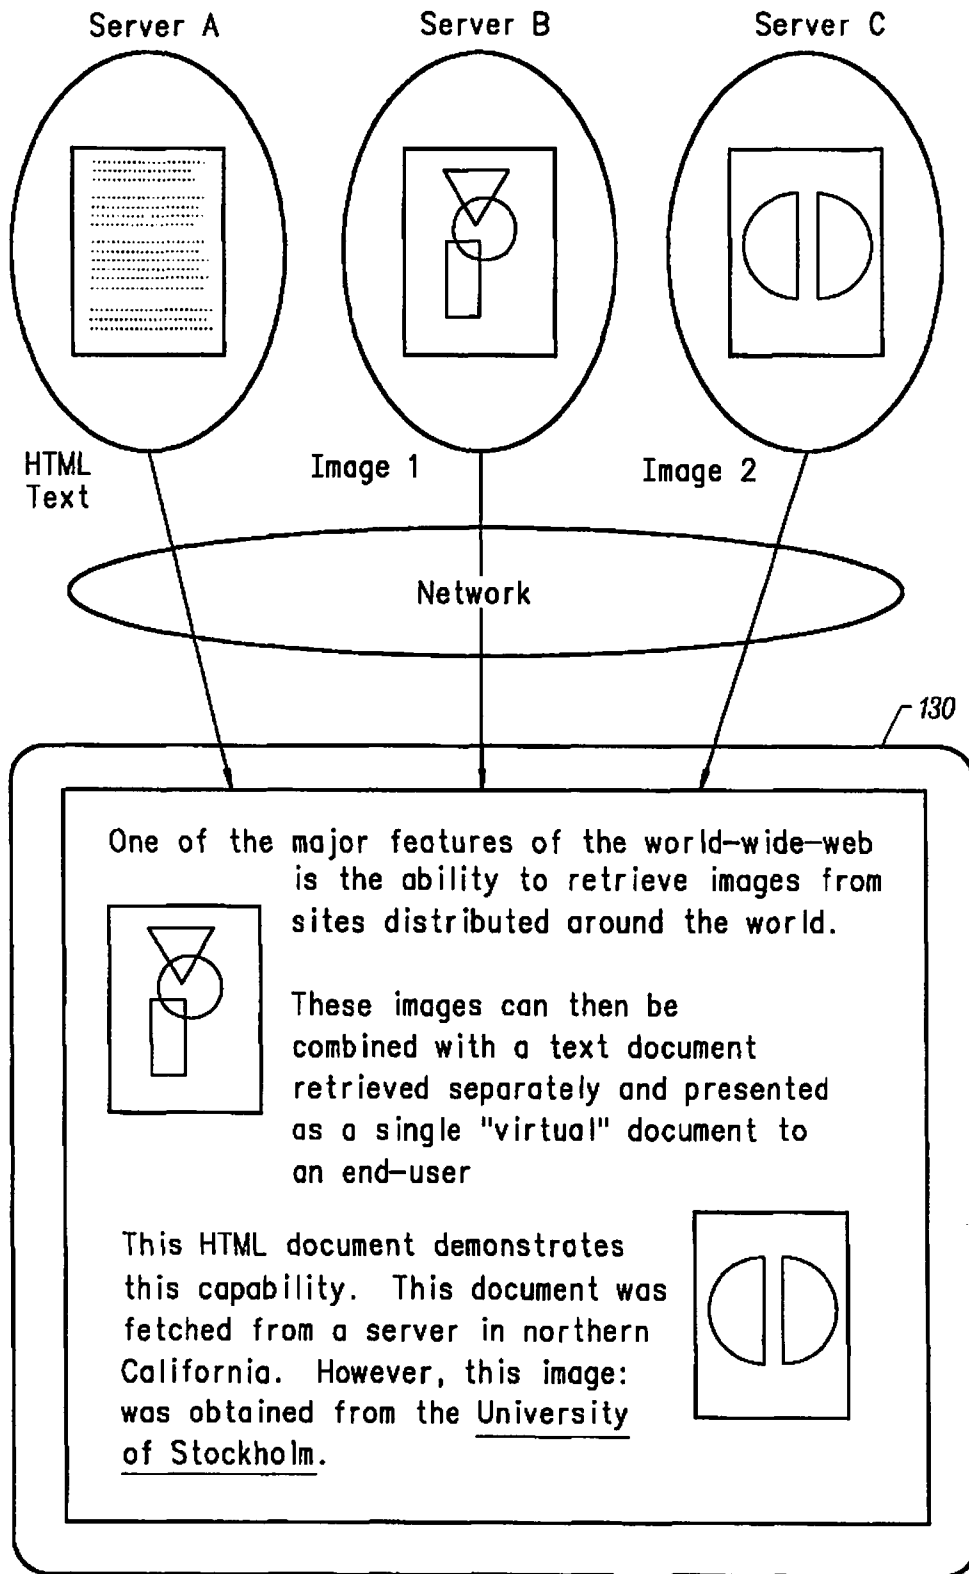 Server A
Server B
Server C
HTML
Text
Image 1
Image 2
Network
130
One of the major features of the world-wide-web
is the ability to retrieve images from
sites distributed around the world.
These images can then be
combined with a text document
retrieved separately and presented
as a single "virtual" document to
an end-user
This HTML document demonstrates
this capability. This document was
fetched from a server in northern
California. However, this image:
was obtained from the University
of Stockholm.